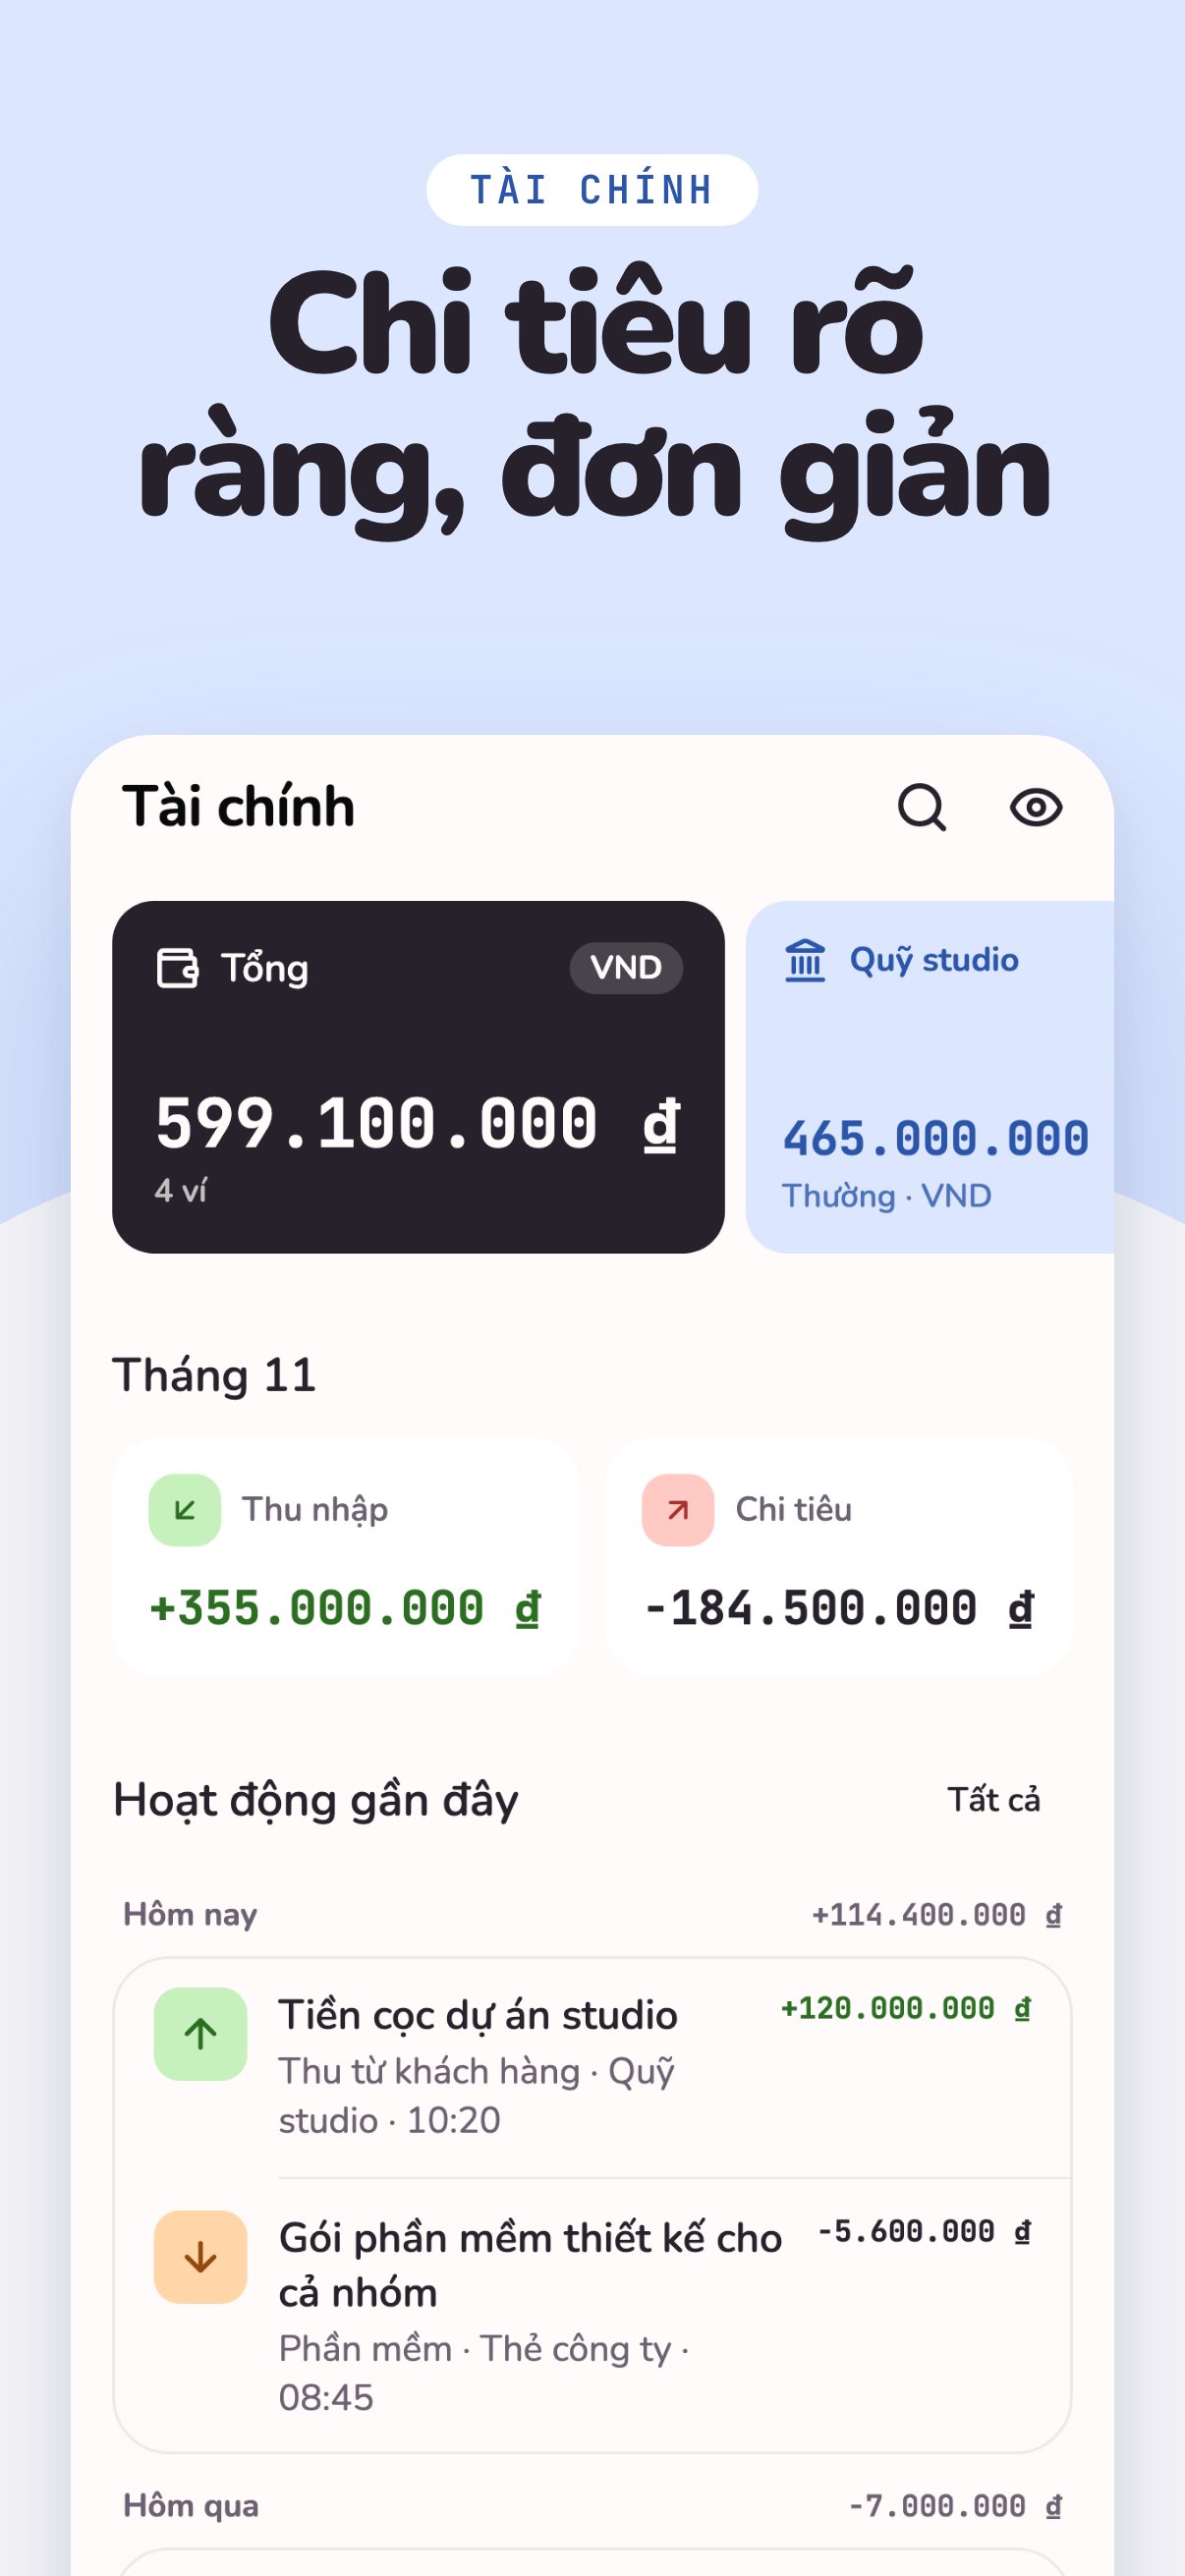 TÀI CHÍNH
Chi tiêu rõ
ràng, đơn giản
Tài chính
Tổng
VND
599.100.000 ₫
4 ví
Quỹ studio
465.000.000
Thường · VND
Tháng 11
Thu nhập
+355.000.000 ₫
Chi tiêu
-184.500.000 ₫
Hoạt động gần đây
Tất cả
Hôm nay
+114.400.000 ₫
Tiền cọc dự án studio
+120.000.000 ₫
Thu từ khách hàng · Quỹ
studio · 10:20
Gói phần mềm thiết kế cho
cả nhóm
-5.600.000 ₫
Phần mềm · Thẻ công ty ·
08:45
Hôm qua
-7.000.000 ₫